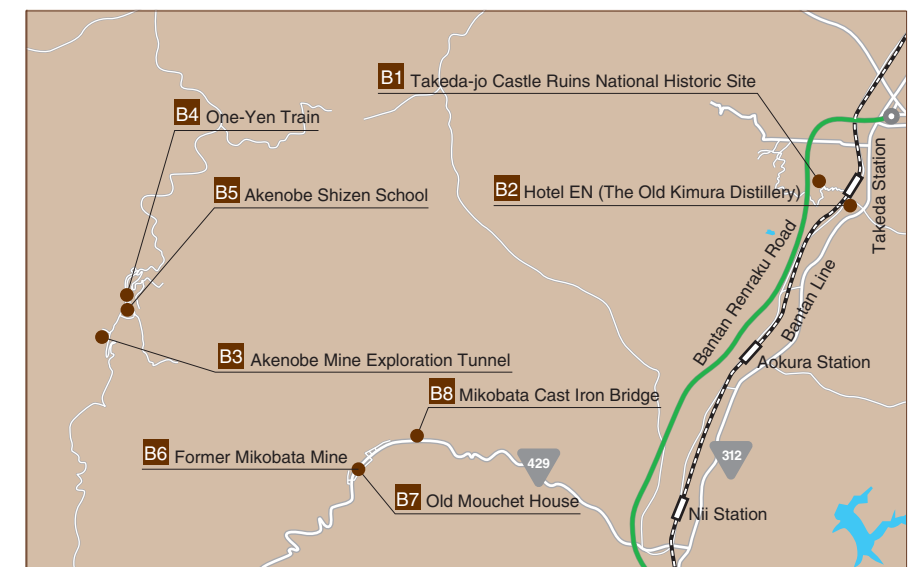 B1 Takeda-jo Castle Ruins National Historic Site
B4 One-Yen Train
B5 Akenobe Shizen School
B2 Hotel EN (The Old Kimura Distillery)
Takeda Station
Bantan Renraku Road
Bantan Line
B3 Akenobe Mine Exploration Tunnel
Aokura Station
B8 Mikobata Cast Iron Bridge
B6 Former Mikobata Mine
429
312
B7 Old Mouchet House
Nii Station